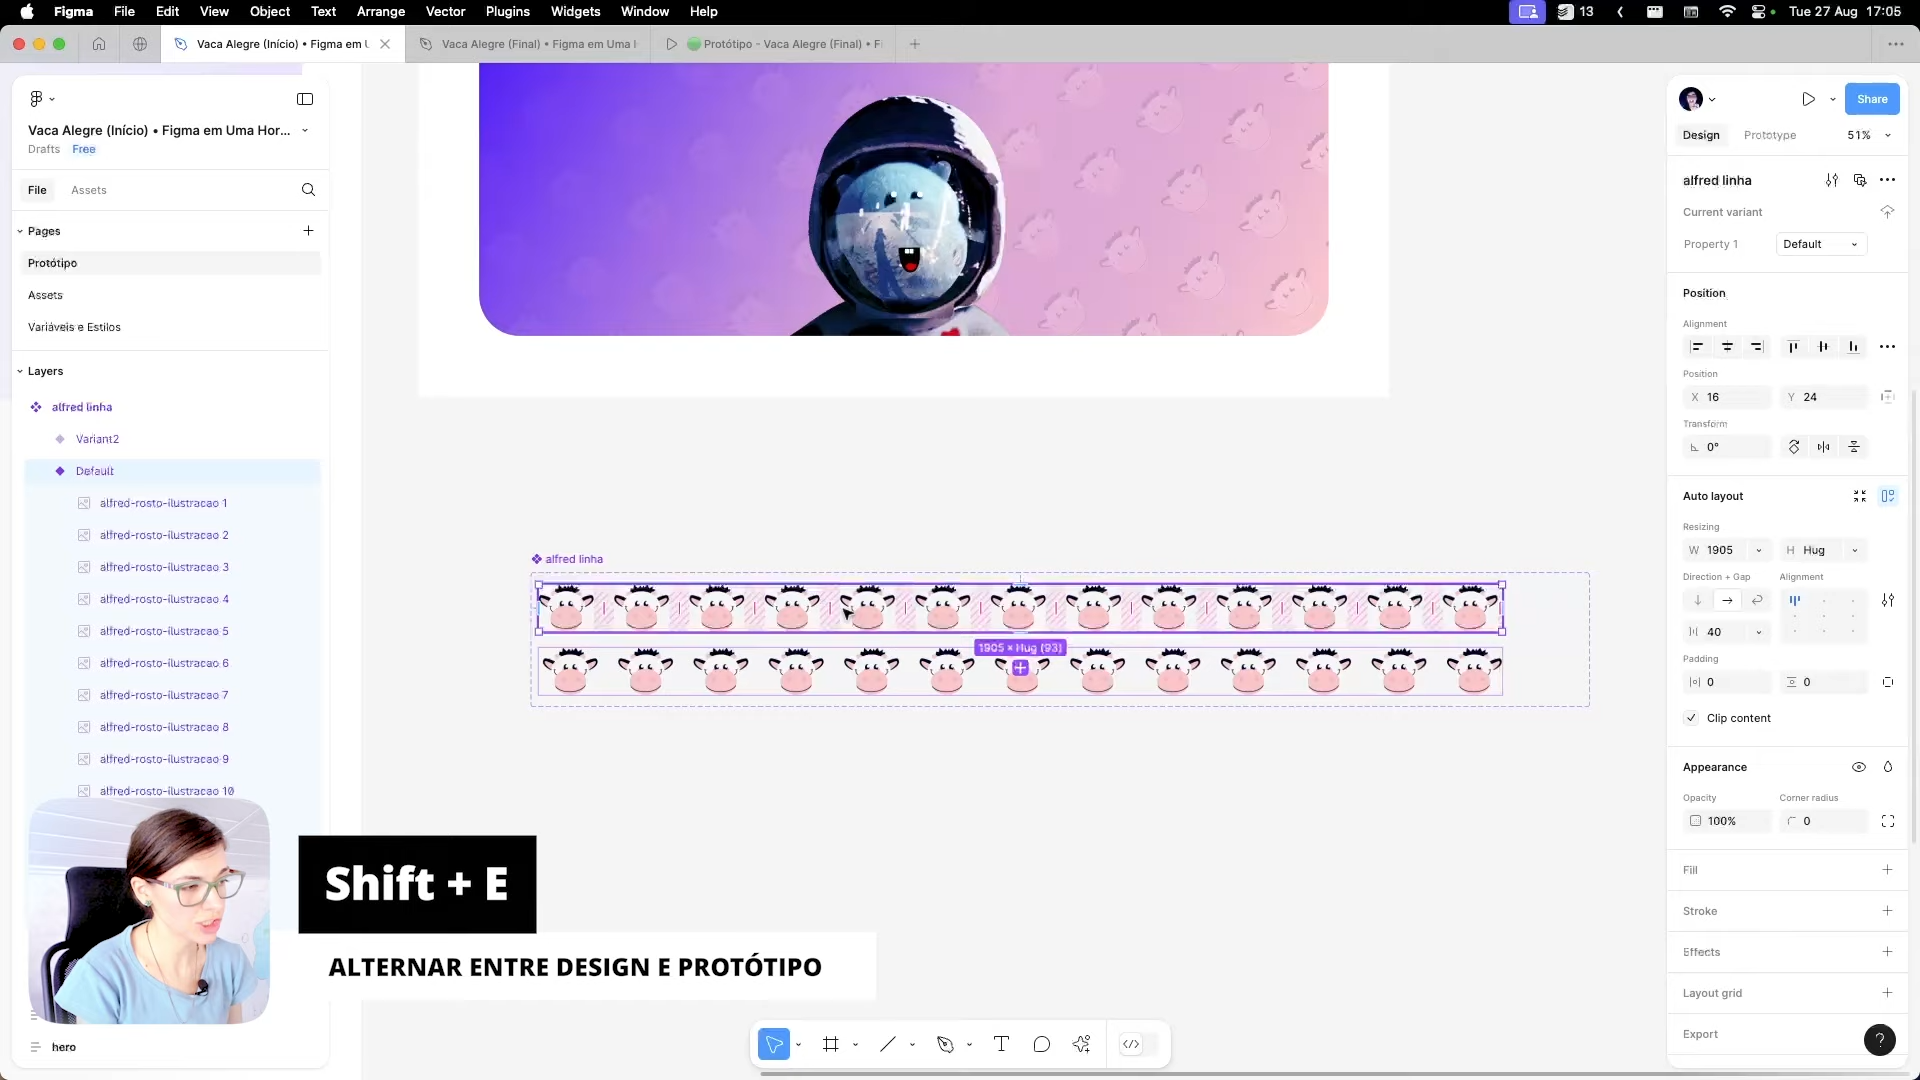 Figma File Edit View Object Text Arrange Vector Plugins Widgets Window Help 13 Tue 27 Aug 17:05
Vaca Alegre (Início) • Figma em U
Vaca Alegre (Final) • Figma em Uma
Protótipo - Vaca Alegre (Final) • F
Vaca Alegre (Início) • Figma em Uma Hor...
Drafts Free
File Assets
Pages
Protótipo
Assets
Variáveis e Estilos
Layers
alfred linha
Variant2
Default
alfred-rosto-ilustracao 1
alfred-rosto-ilustracao 2
alfred-rosto-ilustracao 3
alfred-rosto-ilustracao 4
alfred-rosto-ilustracao 5
alfred-rosto-ilustracao 6
alfred-rosto-ilustracao 7
alfred-rosto-ilustracao 8
alfred-rosto-ilustracao 9
alfred-rosto-ilustracao 10
hero
alfred linha
1905 × Hug (93)
Shift + E
ALTERNAR ENTRE DESIGN E PROTÓTIPO
Share
Design Prototype 51%
alfred linha
Current variant
Property 1 Default
Position
Alignment
Position
X 16 Y 24
Transform
0°
Auto layout
Resizing
W 1905 H Hug
Direction + Gap Alignment
40
Padding
0 0
Clip content
Appearance
Opacity Corner radius
100% 0
Fill
Stroke
Effects
Layout grid
Export
?